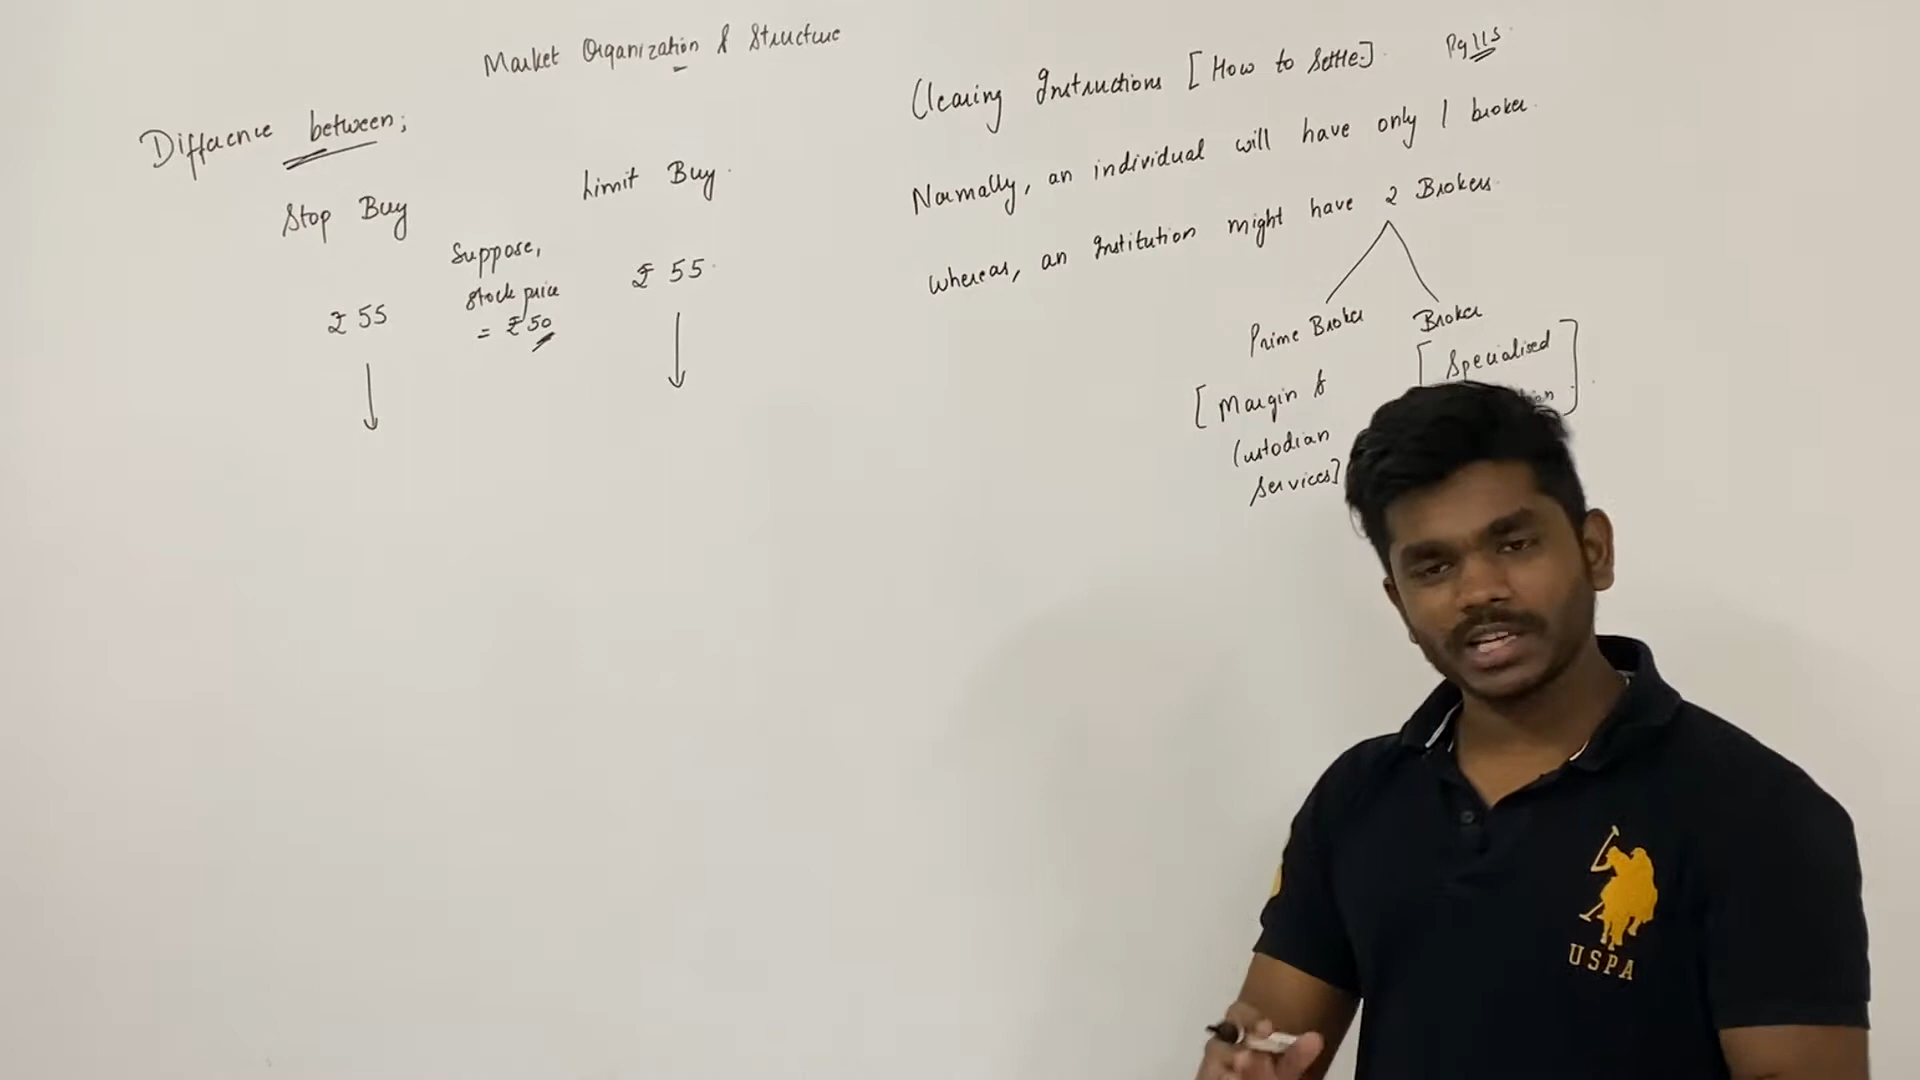 Market Organization & Structure
Difference between;
Stop Buy
Limit Buy.
Suppose,
stock price
= ₹ 50
₹ 55
₹ 55
Clearing Instructions [How to Settle].
Pg 115
Normally, an individual will have only 1 broker.
Whereas, an Institution might have 2 Brokers.
Prime Broker
Broker
[Margin &
Custodian
Services]
[Specialised
USPA